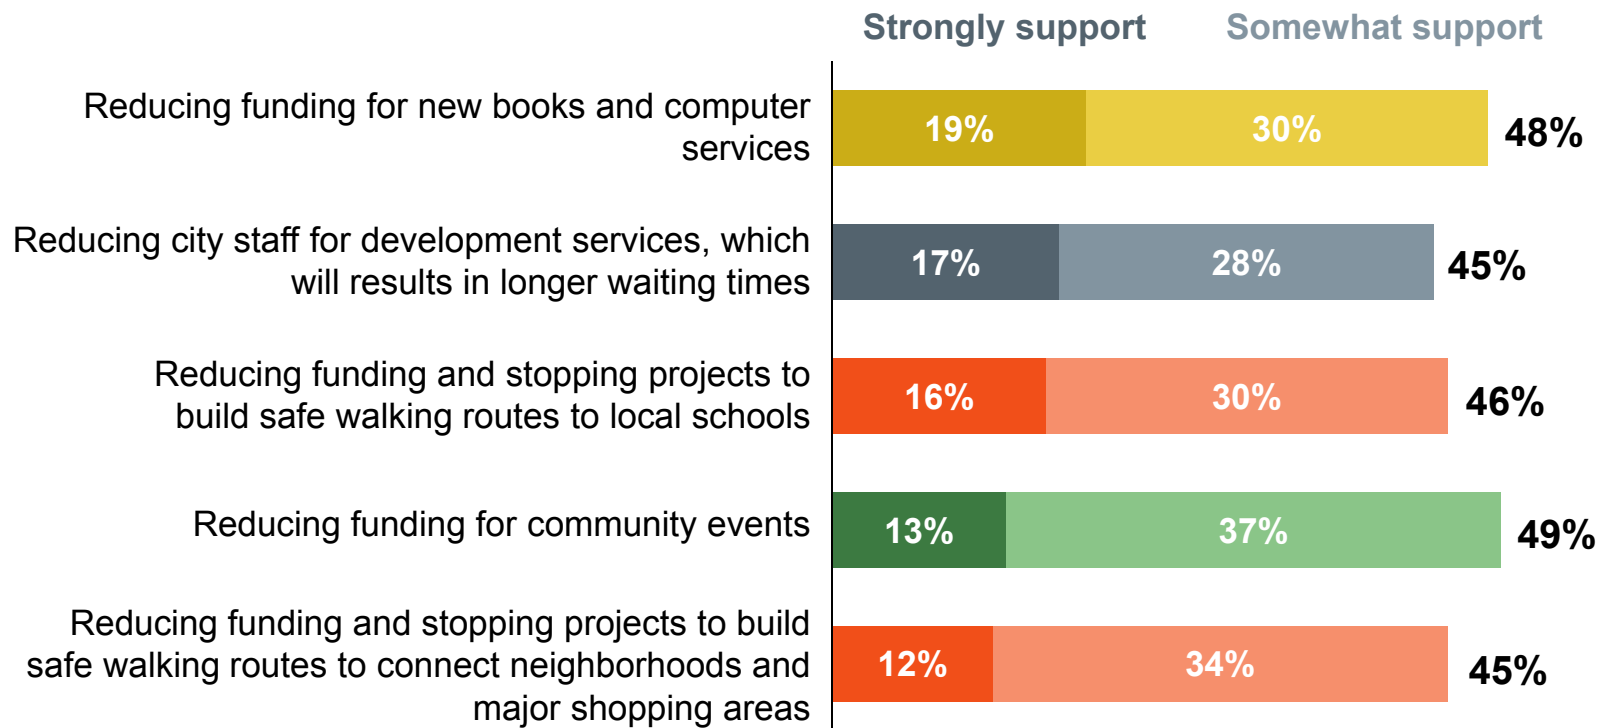 Strongly support Somewhat support
Reducing funding for new books and computer
services
19% 30% 48%
Reducing city staff for development services, which
will results in longer waiting times
17% 28% 45%
Reducing funding and stopping projects to
build safe walking routes to local schools
16% 30% 46%
Reducing funding for community events
13% 37% 49%
Reducing funding and stopping projects to build
safe walking routes to connect neighborhoods and
major shopping areas
12% 34% 45%